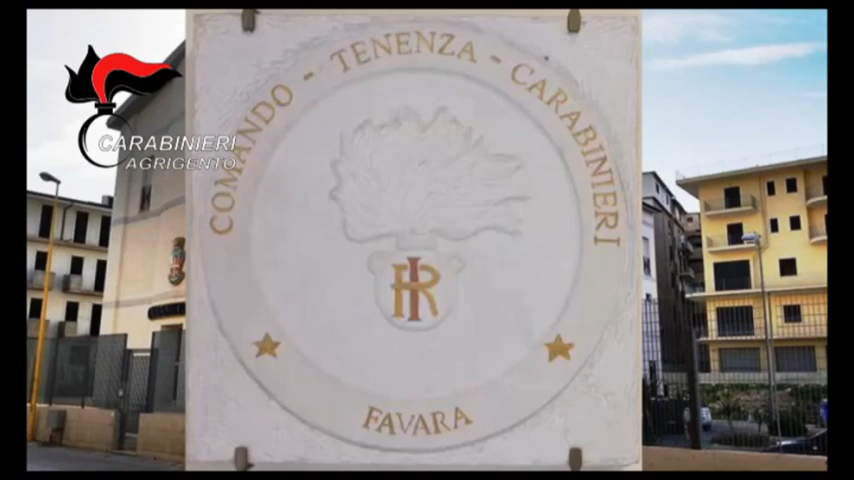 CARABINIERI
AGRIGENTO
COMANDO - TENENZA - CARABINIERI
RI
FAVARA